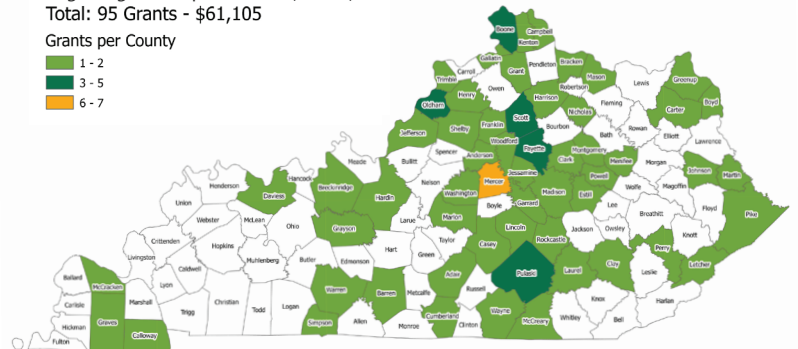 Total: 95 Grants - $61,105
Grants per County
1 - 2
3 - 5
6 - 7
Boone
Campbell
Kenton
Gallatin
Grant
Pendleton
Bracken
Mason
Carroll
Trimble
Owen
Robertson
Lewis
Greenup
Henry
Harrison
Fleming
Carter
Boyd
Oldham
Scott
Nicholas
Jefferson
Shelby
Franklin
Bourbon
Bath
Rowan
Elliott
Lawrence
Woodford
Fayette
Spencer
Anderson
Montgomery
Meade
Bullitt
Clark
Menifee
Morgan
Hancock
Nelson
Mercer
Jessamine
Powell
Johnson
Martin
Henderson
Daviess
Breckinridge
Hardin
Washington
Madison
Estill
Wolfe
Magoffin
Union
Boyle
Garrard
Lee
Floyd
Webster
McLean
Ohio
Larue
Marion
Breathitt
Pike
Grayson
Lincoln
Jackson
Owsley
Knott
Crittenden
Hopkins
Taylor
Casey
Rockcastle
Perry
Livingston
Muhlenberg
Butler
Edmonson
Hart
Green
Clay
Letcher
Ballard
Caldwell
Adair
Pulaski
Laurel
Leslie
McCracken
Lyon
Warren
Barren
Metcalfe
Russell
Carlisle
Marshall
Trigg
Christian
Todd
Logan
Knox
Harlan
Graves
Simpson
Allen
Monroe
Cumberland
Clinton
Wayne
McCreary
Whitley
Bell
Hickman
Calloway
Fulton